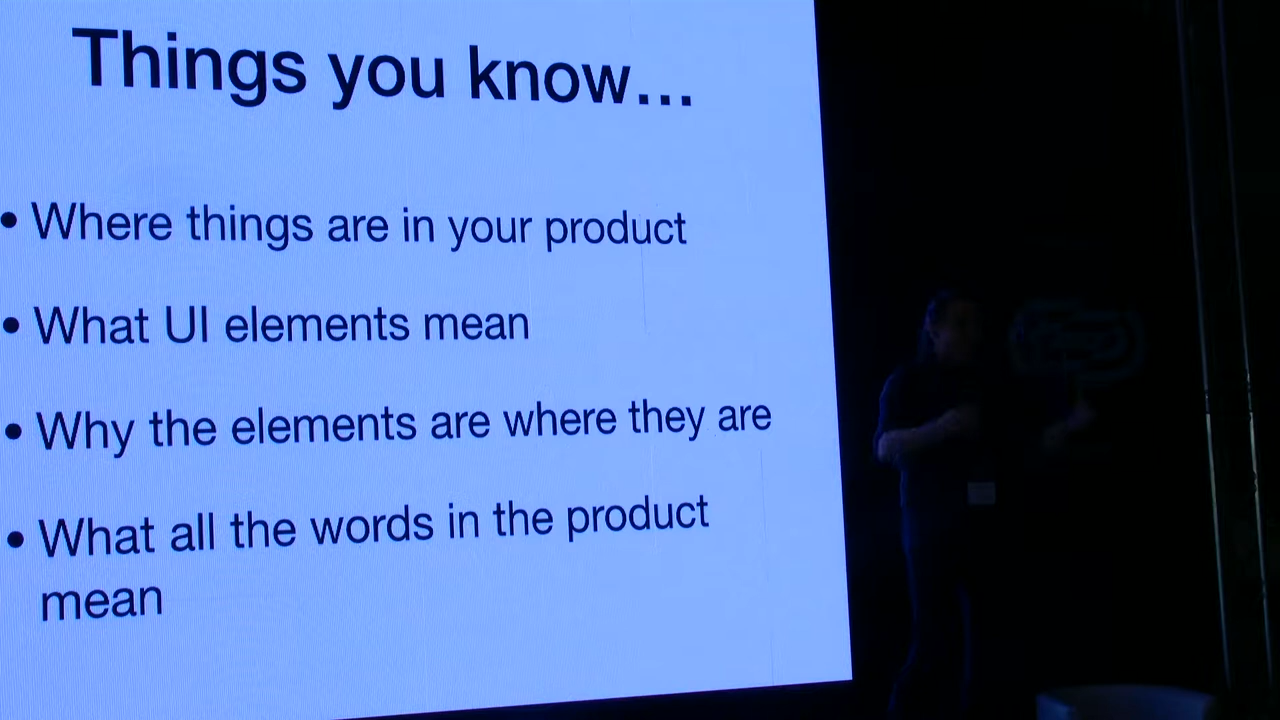 Things you know...
• Where things are in your product
• What UI elements mean
• Why the elements are where they are
• What all the words in the product
mean